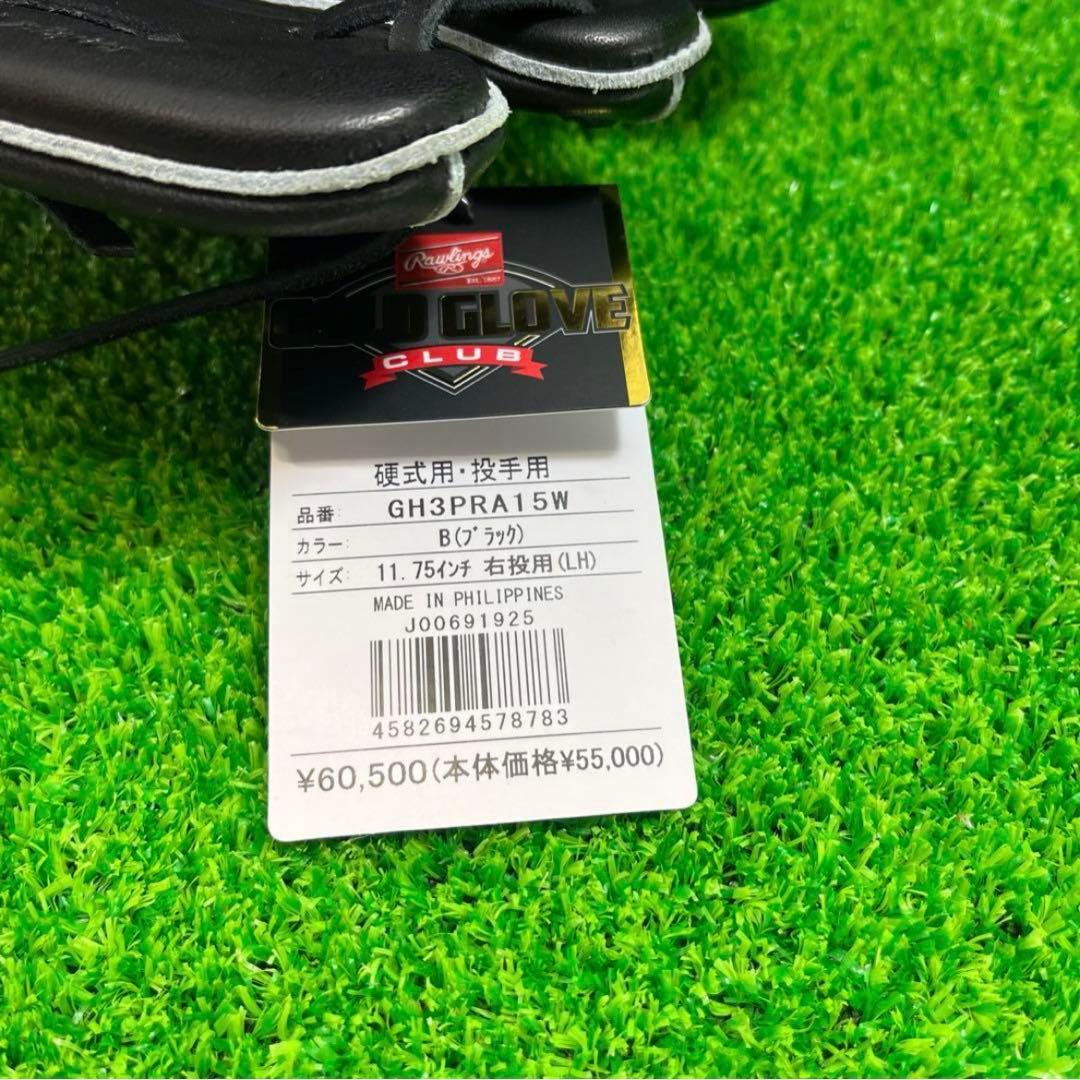 Rawlings
GOLD GLOVE
CLUB
硬式用・投手用
品番: GH3PRA15W
カラー: B(ブラック)
サイズ: 11.75インチ 右投用(LH)
MADE IN PHILIPPINES
J00691925
4582694578783
¥60,500(本体価格¥55,000)